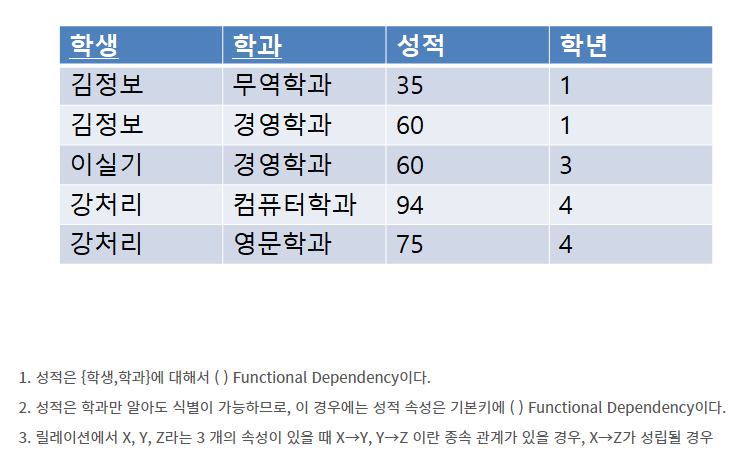 학생 학과 성적 학년
김정보 무역학과 35 1
김정보 경영학과 60 1
이실기 경영학과 60 3
강처리 컴퓨터학과 94 4
강처리 영문학과 75 4
1. 성적은 {학생,학과}에 대해서 ( ) Functional Dependency이다.
2. 성적은 학과만 알아도 식별이 가능하므로, 이 경우에는 성적 속성은 기본키에 ( ) Functional Dependency이다.
3. 릴레이션에서 X, Y, Z라는 3 개의 속성이 있을 때 X→Y, Y→Z 이란 종속 관계가 있을 경우, X→Z가 성립될 경우